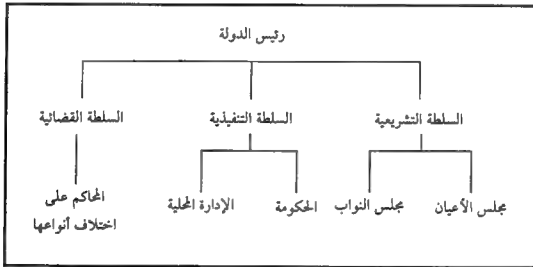 رئيس الدولة
السلطة التشريعية
السلطة التنفيذية
السلطة القضائية
مجلس الأعيان
مجلس النواب
الحكومة
الإدارة المحلية
المحاكم على
اختلاف أنواعها